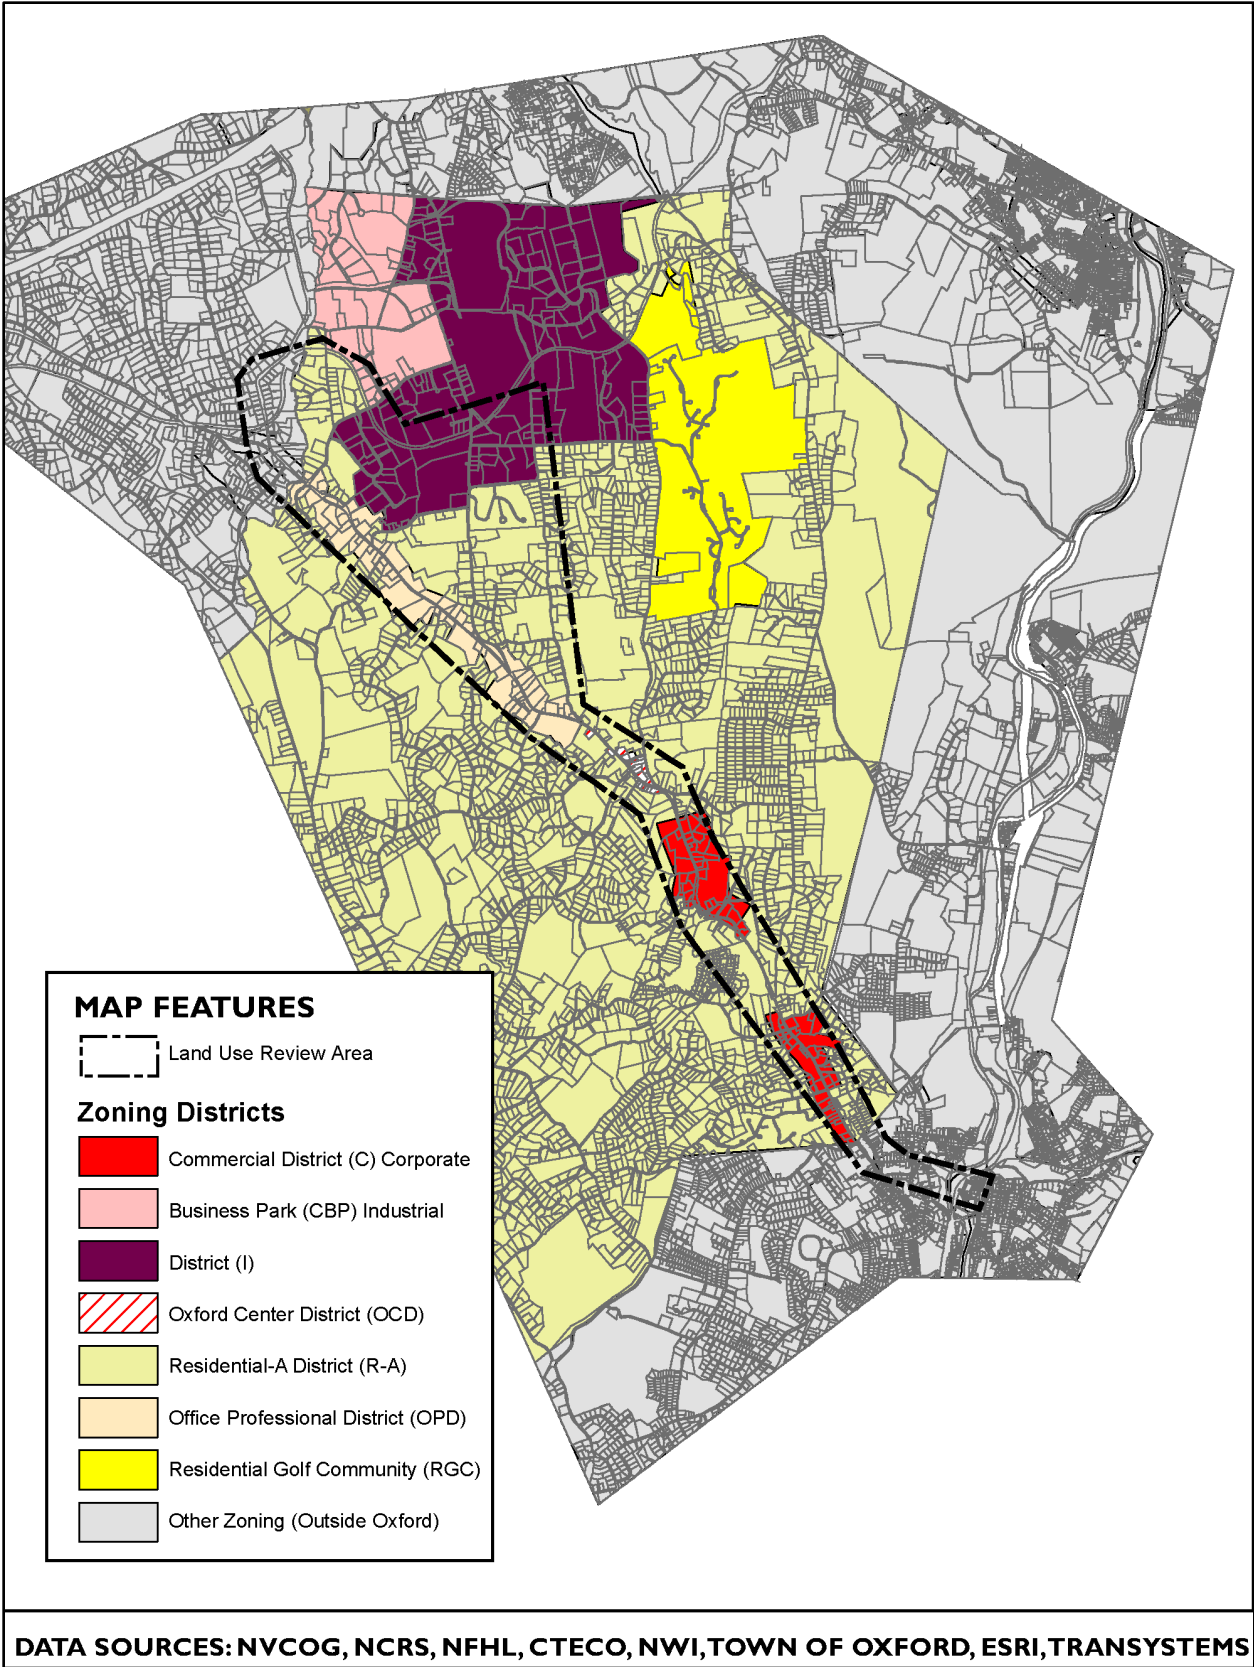 MAP FEATURES
Land Use Review Area
Zoning Districts
Commercial District (C) Corporate
Business Park (CBP) Industrial
District (I)
Oxford Center District (OCD)
Residential-A District (R-A)
Office Professional District (OPD)
Residential Golf Community (RGC)
Other Zoning (Outside Oxford)
DATA SOURCES: NVCOG, NCRS, NFHL, CTECO, NWI, TOWN OF OXFORD, ESRI, TRANSYSTEMS